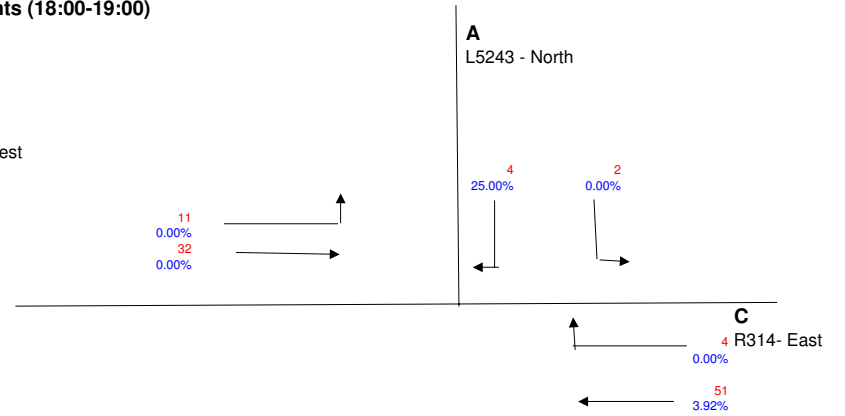 nts (18:00-19:00)
A
L5243 - North
est
4
25.00%
2
0.00%
11
0.00%
32
0.00%
C
R314- East
4
0.00%
51
3.92%